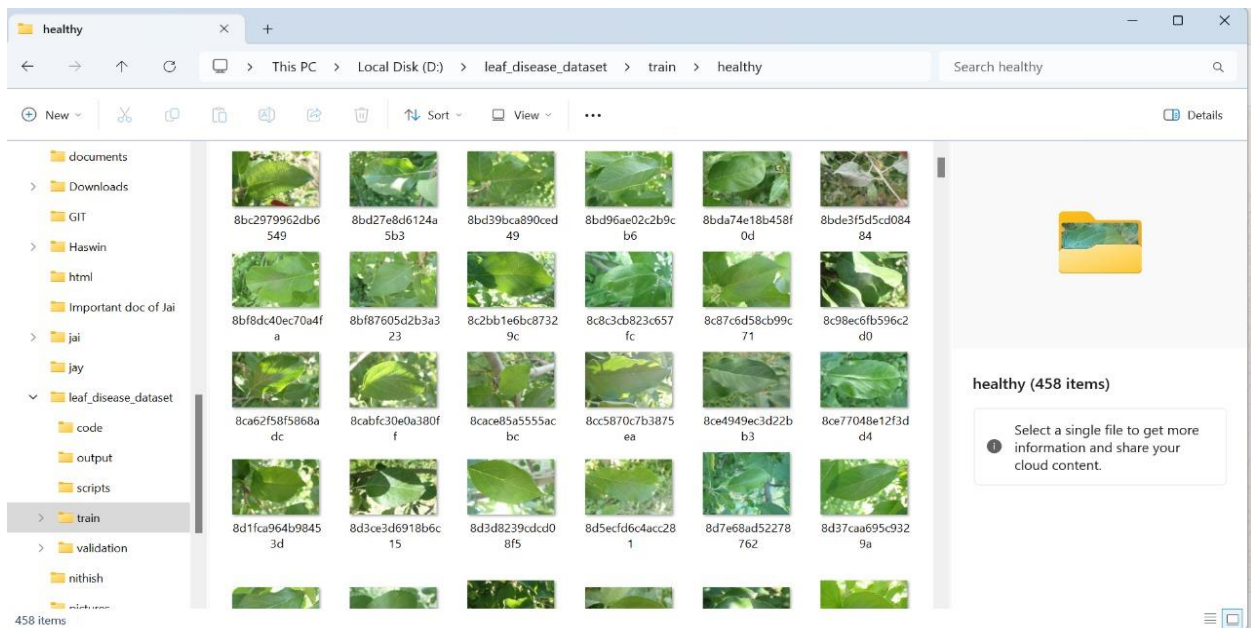 healthy
This PC > Local Disk (D:) > leaf_disease_dataset > train > healthy
Search healthy
New
Sort
View
Details
documents
Downloads
GIT
Haswin
html
Important doc of Jai
jai
jay
leaf_disease_dataset
code
output
scripts
train
validation
nithish
8bc2979962db6
549
8bd27e8d6124a
5b3
8bd39bca890ced
49
8bd96ae02c2b9c
b6
8bda74e18b458f
0d
8bde3f5d5cd084
84
8bf8dc40ec70a4f
a
8bf87605d2b3a3
23
8c2bb1e6bc8732
9c
8c8c3cb823c657
fc
8c87c6d58cb99c
71
8c98ec6fb596c2
d0
8ca62f58f5868a
dc
8cabfc30e0a380f
f
8cace85a5555ac
bc
8cc5870c7b3875
ea
8ce4949ec3d22b
b3
8ce77048e12f3d
d4
8d1fca964b9845
3d
8d3ce3d6918b6c
15
8d3d8239cdcd0
8f5
8d5ecfd6c4acc28
1
8d7e68ad52278
762
8d37caa695c932
9a
healthy (458 items)
Select a single file to get more
information and share your
cloud content.
458 items